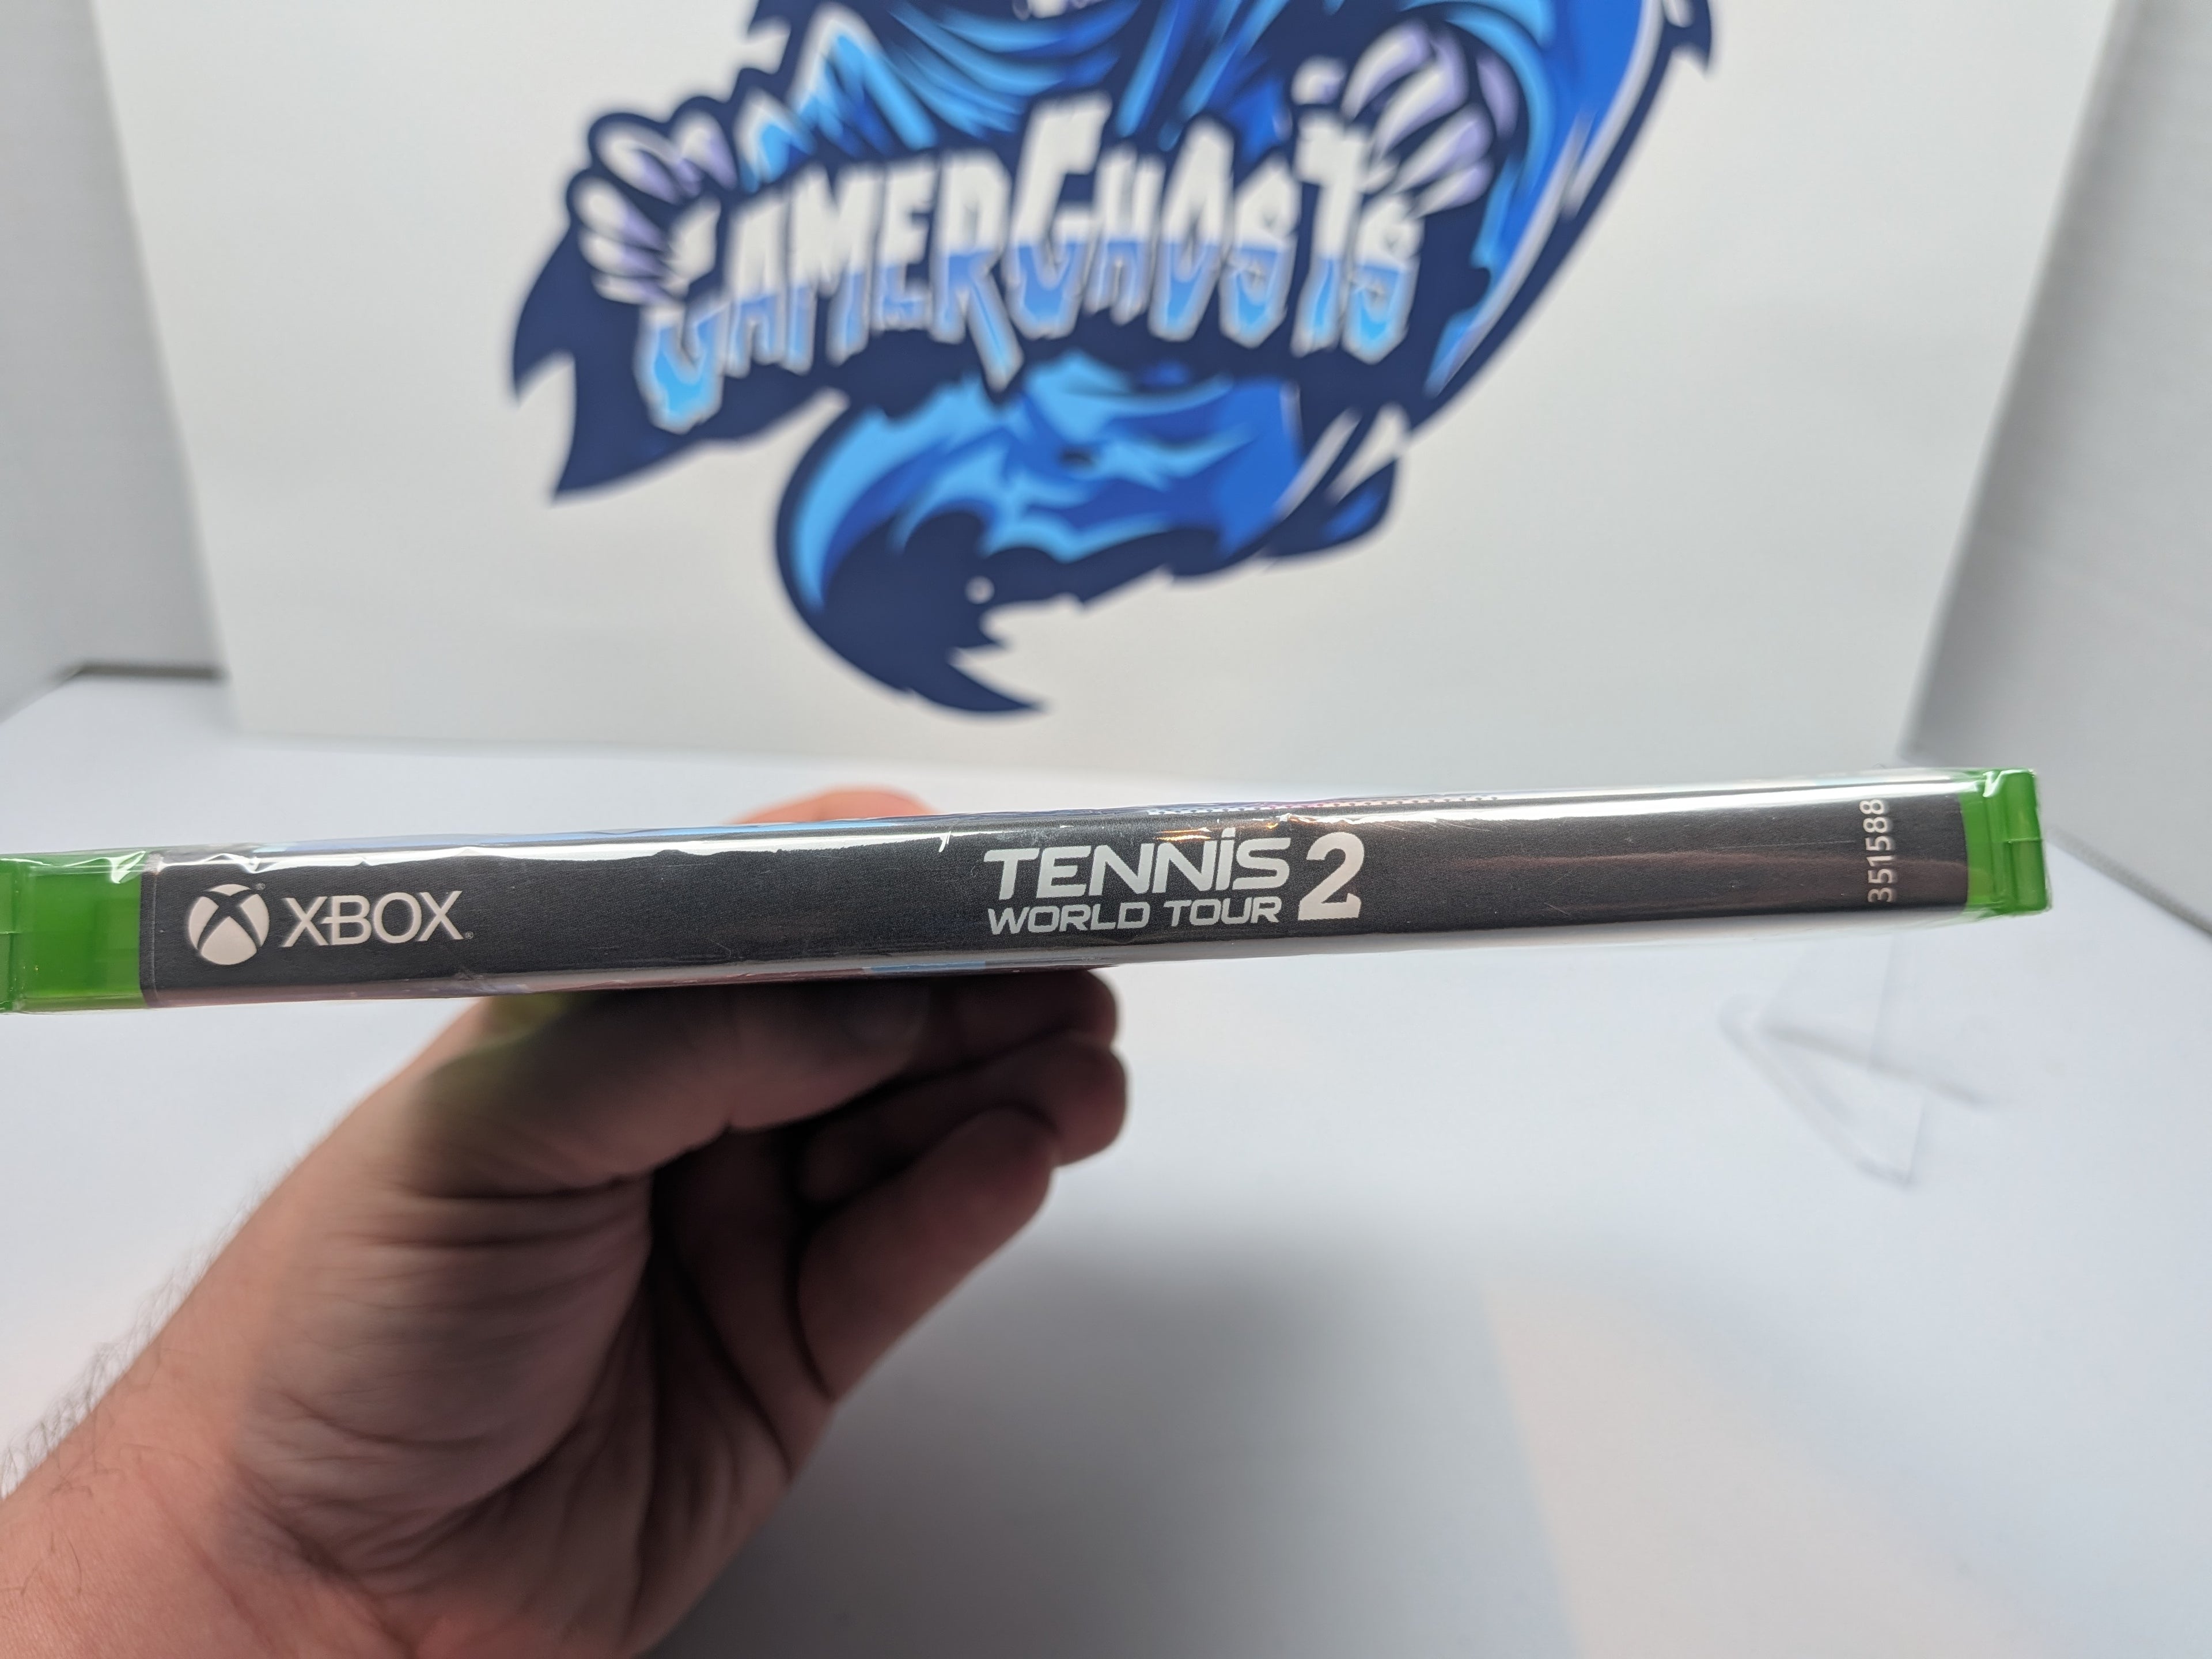 GAMERGHOSTS
XBOX
TENNIS 2
WORLD TOUR
351588